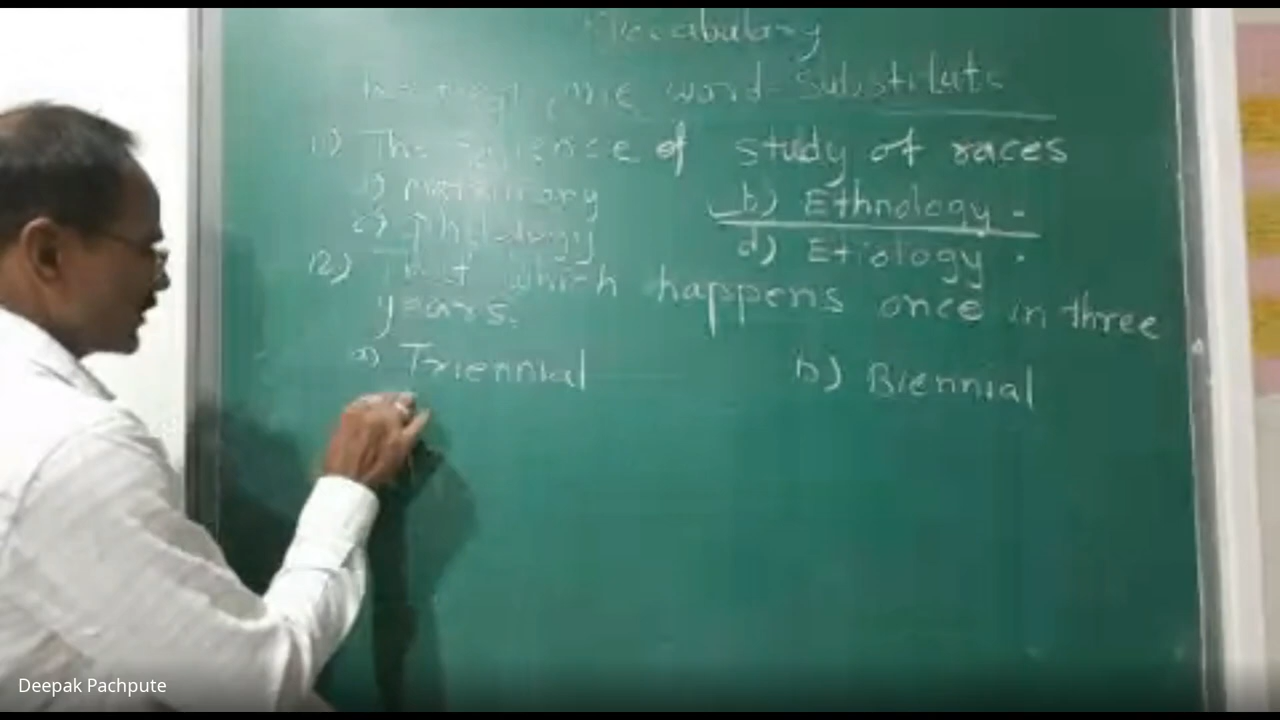 Vocabulary
one word Substitute
11) The science of study of races
b) Ethnology
c) Philology d) Etiology
12) That which happens once in three
years.
a) Triennial b) Biennial
Deepak Pachpute